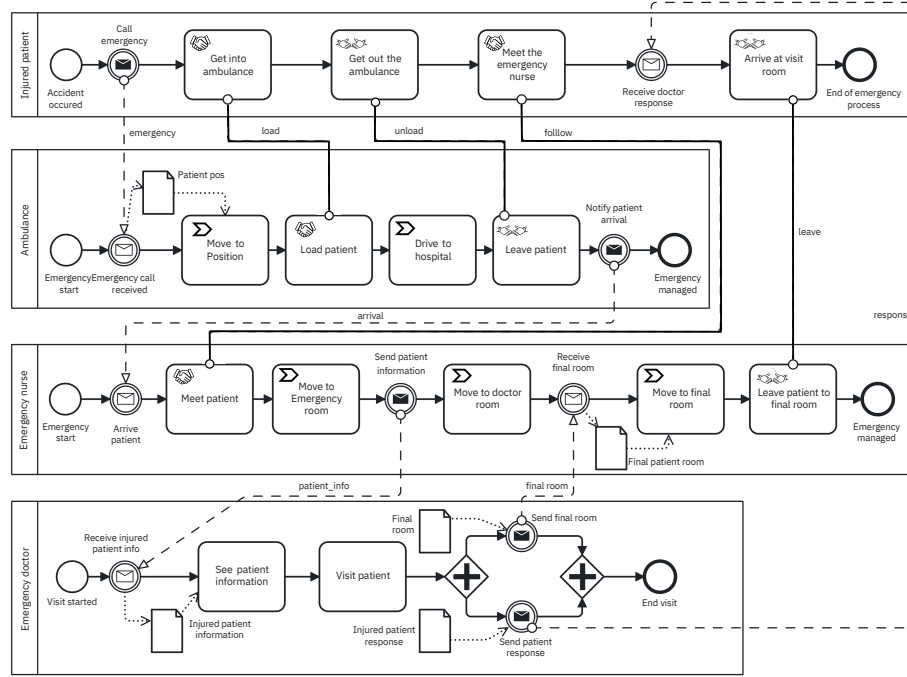 Injured patient
Call
emergency
Accident
occured
Get into
ambulance
Get out the
ambulance
Meet the
emergency
nurse
Receive doctor
response
Arrive at visit
room
End of emergency
process
emergency
load
unload
folllow
leave
Ambulance
Patient pos
Emergency
start
Emergency call
received
Move to
Position
Load patient
Drive to
hospital
Leave patient
Notify patient
arrival
Emergency
managed
arrival
respons
Emergency nurse
Emergency
start
Arrive
patient
Meet patient
Move to
Emergency
room
Send patient
information
Move to doctor
room
Receive
final room
Final patient room
Move to final
room
Leave patient to
final room
Emergency
managed
patient_info
final room
Emergency doctor
Visit started
Receive injured
patient info
Injured patient
information
See patient
information
Visit patient
Final
room
Send final room
Injured patient
response
Send patient
response
End visit